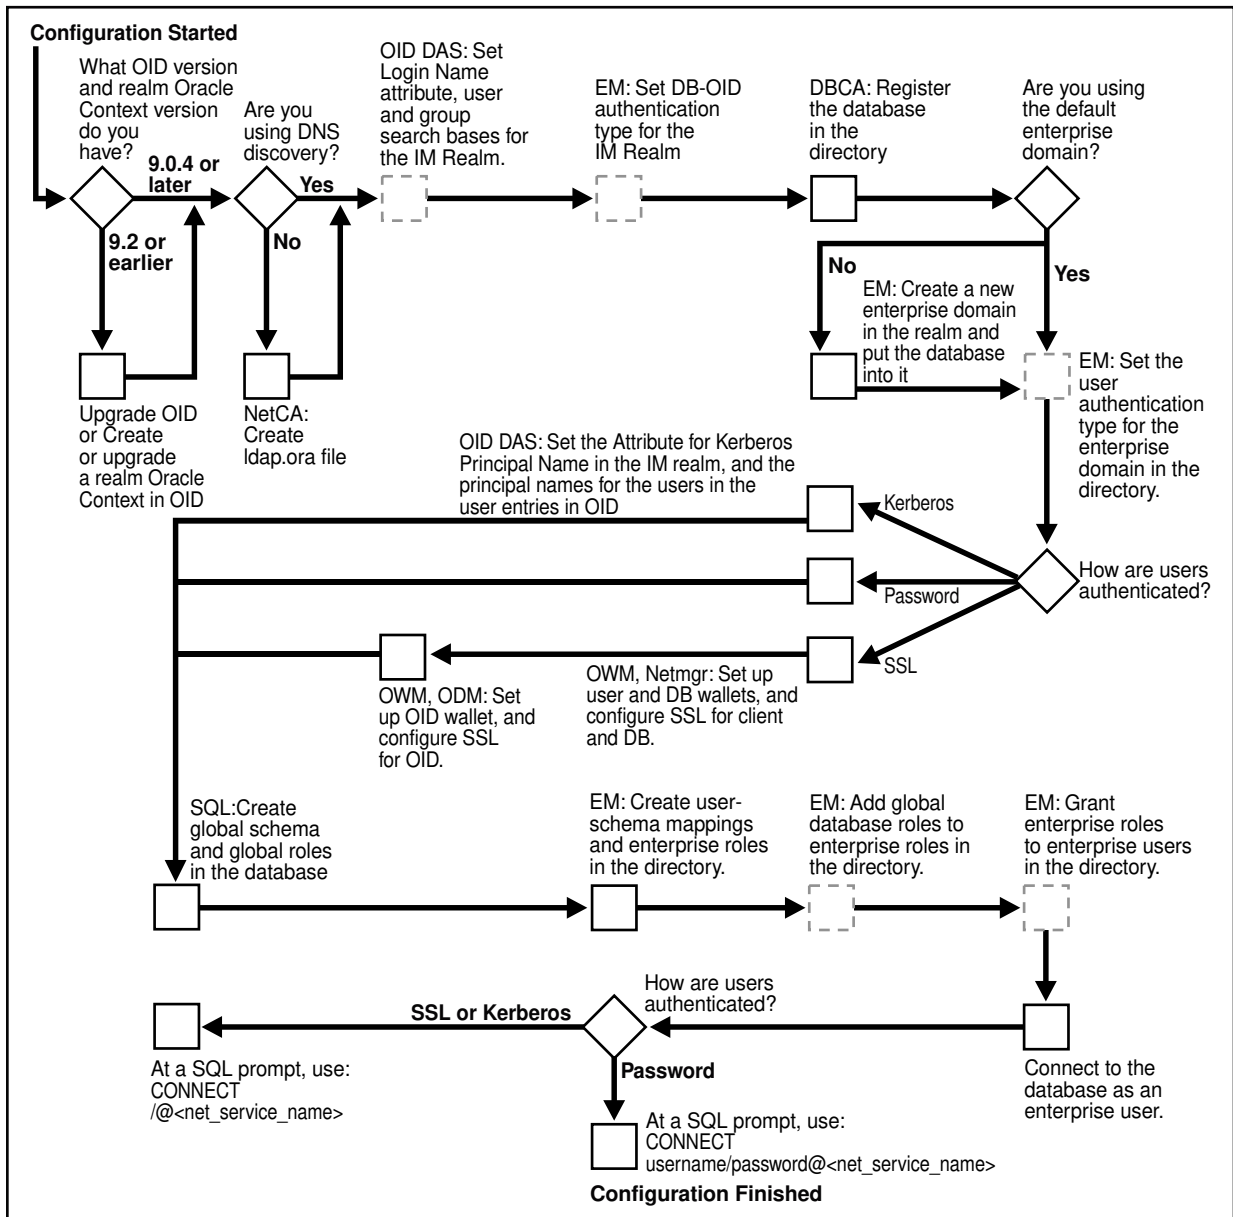 Configuration Started
What OID version
and realm Oracle
Context version
do you
have?
Are you
using DNS
discovery?
OID DAS: Set
Login Name
attribute, user
and group
search bases for
the IM Realm.
EM: Set DB-OID
authentication
type for the
IM Realm
DBCA: Register
the database
in the
directory
Are you using
the default
enterprise
domain?
9.0.4 or
later
Yes
9.2 or
earlier
No
No
Yes
EM: Create a new
enterprise domain
in the realm and
put the database
into it
EM: Set the
user
authentication
type for the
enterprise
domain in the
directory.
Upgrade OID
or Create
or upgrade
a realm Oracle
Context in OID
NetCA:
Create
ldap.ora file
OID DAS: Set the Attribute for Kerberos
Principal Name in the IM realm, and the
principal names for the users in the
user entries in OID
Kerberos
Password
SSL
How are users
authenticated?
OWM, Netmgr: Set up
user and DB wallets, and
configure SSL for client
and DB.
OWM, ODM: Set
up OID wallet, and
configure SSL
for OID.
SQL:Create
global schema
and global roles
in the database
EM: Create user-
schema mappings
and enterprise roles
in the directory.
EM: Add global
database roles to
enterprise roles in
the directory.
EM: Grant
enterprise roles
to enterprise users
in the directory.
Connect to the
database as an
enterprise user.
How are users
authenticated?
SSL or Kerberos
Password
At a SQL prompt, use:
CONNECT
/@<net_service_name>
At a SQL prompt, use:
CONNECT
username/password@<net_service_name>
Configuration Finished